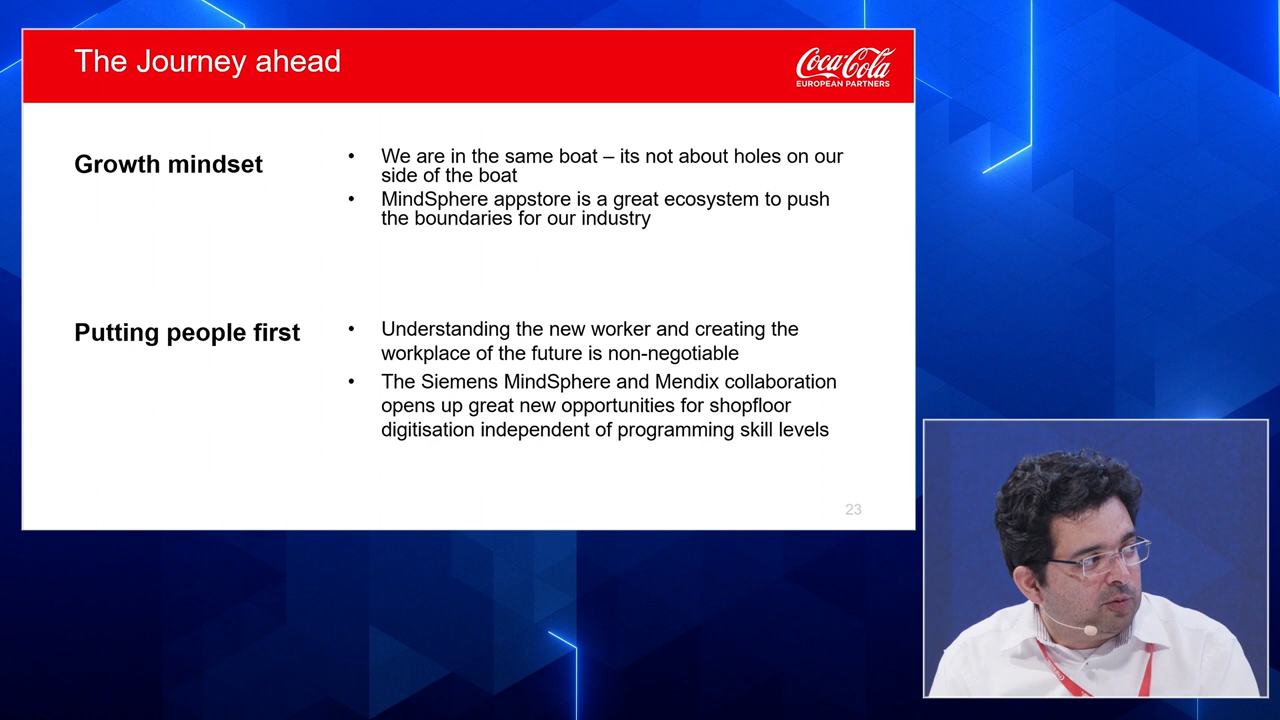 The Journey ahead
Coca-Cola
EUROPEAN PARTNERS
Growth mindset
• We are in the same boat – its not about holes on our
side of the boat
• MindSphere appstore is a great ecosystem to push
the boundaries for our industry
Putting people first
• Understanding the new worker and creating the
workplace of the future is non-negotiable
• The Siemens MindSphere and Mendix collaboration
opens up great new opportunities for shopfloor
digitisation independent of programming skill levels
23